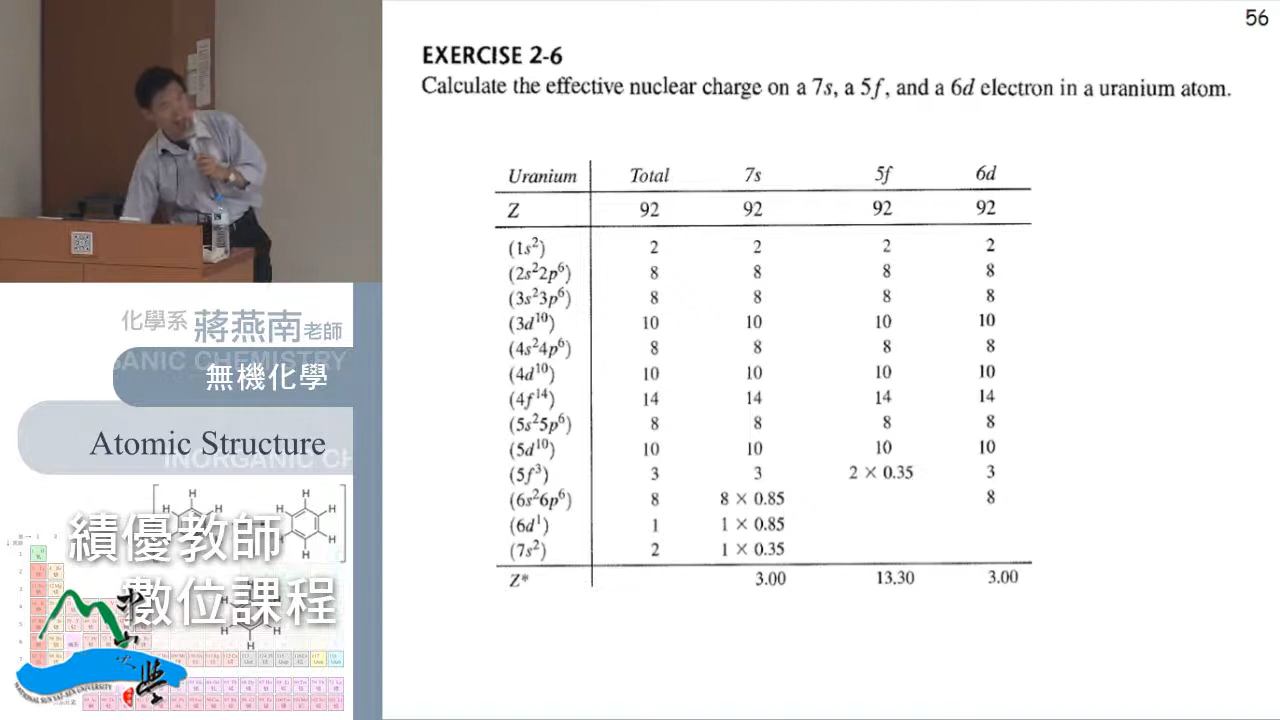 56
EXERCISE 2-6
Calculate the effective nuclear charge on a 7s, a 5f, and a 6d electron in a uranium atom.
Uranium Total 7s 5f 6d
Z 92 92 92 92
(1s²) 2 2 2 2
(2s²2p⁶) 8 8 8 8
(3s²3p⁶) 8 8 8 8
(3d¹⁰) 10 10 10 10
(4s²4p⁶) 8 8 8 8
(4d¹⁰) 10 10 10 10
(4f¹⁴) 14 14 14 14
(5s²5p⁶) 8 8 8 8
(5d¹⁰) 10 10 10 10
(5f³) 3 3 2 × 0.35 3
(6s²6p⁶) 8 8 × 0.85 8
(6d¹) 1 1 × 0.85
(7s²) 2 1 × 0.35
Z* 3.00 13.30 3.00
化學系 蔣燕南老師
無機化學
Atomic Structure
INORGANIC CH
績優教師
數位課程